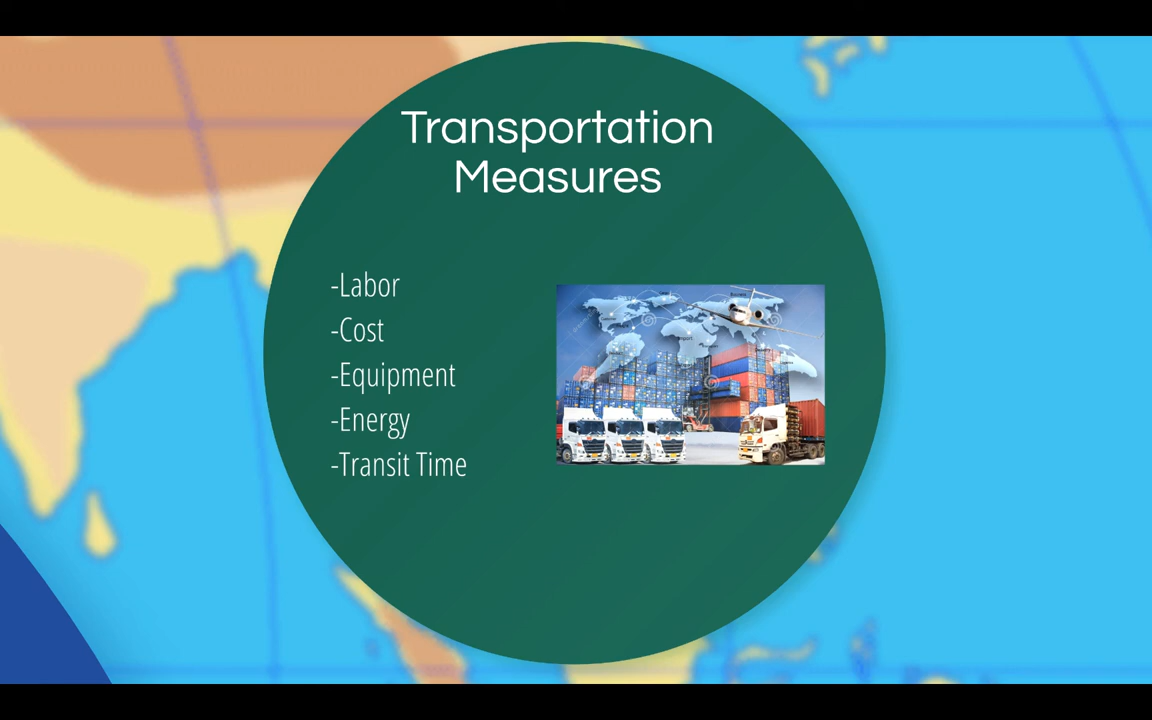 Transportation
Measures
-Labor
-Cost
-Equipment
-Energy
-Transit Time